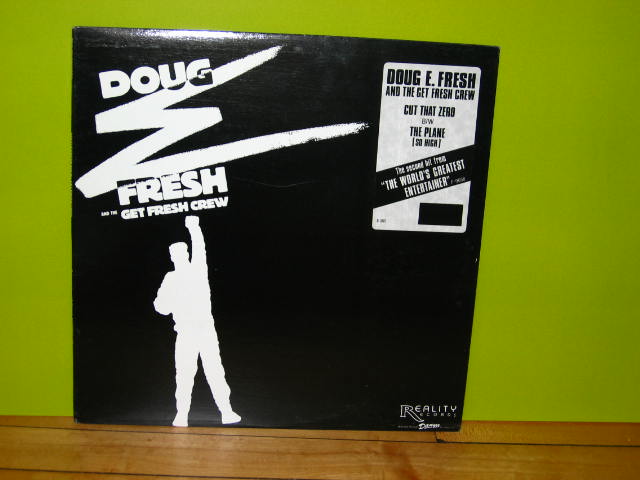 DOUG
FRESH
AND THE GET FRESH CREW
DOUG E. FRESH
AND THE GET FRESH CREW
CUT THAT ZERO
B/W
THE PLANE
(SO HIGH)
The second hit from
"THE WORLD'S GREATEST
ENTERTAINER"
REALITY
RECORDS